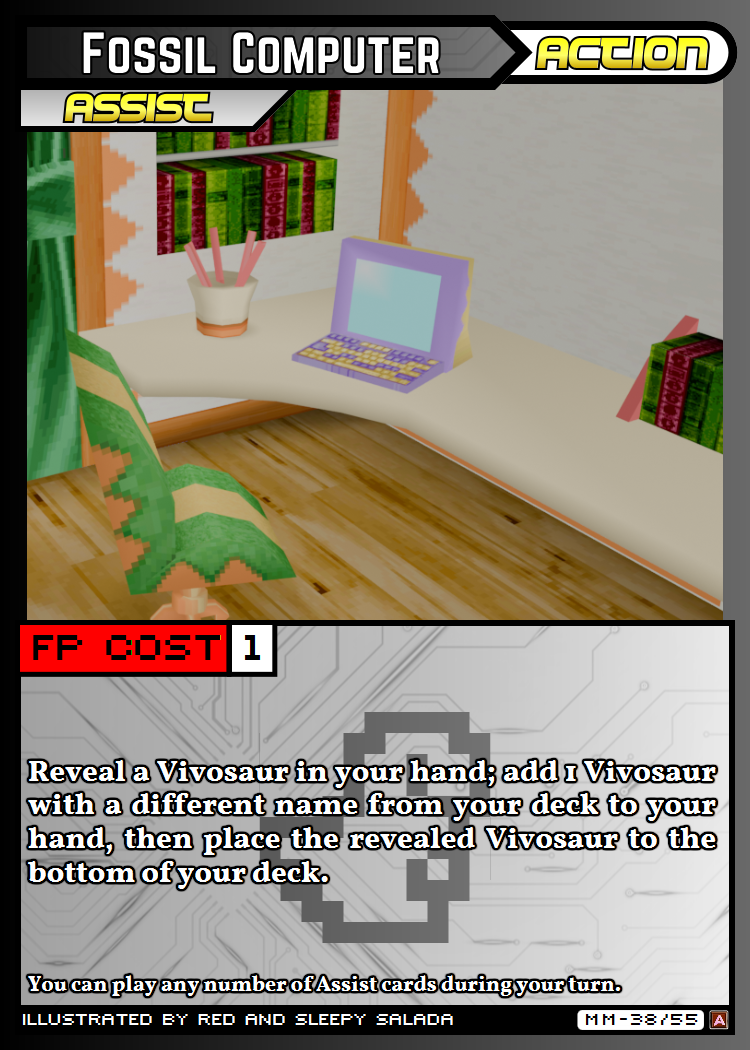 Fossil Computer
ACTION
ASSIST
FP COST 1
Reveal a Vivosaur in your hand; add 1 Vivosaur
with a different name from your deck to your
hand, then place the revealed Vivosaur to the
bottom of your deck.
You can play any number of Assist cards during your turn.
ILLUSTRATED BY RED AND SLEEPY SALADA
MM-38/55
A